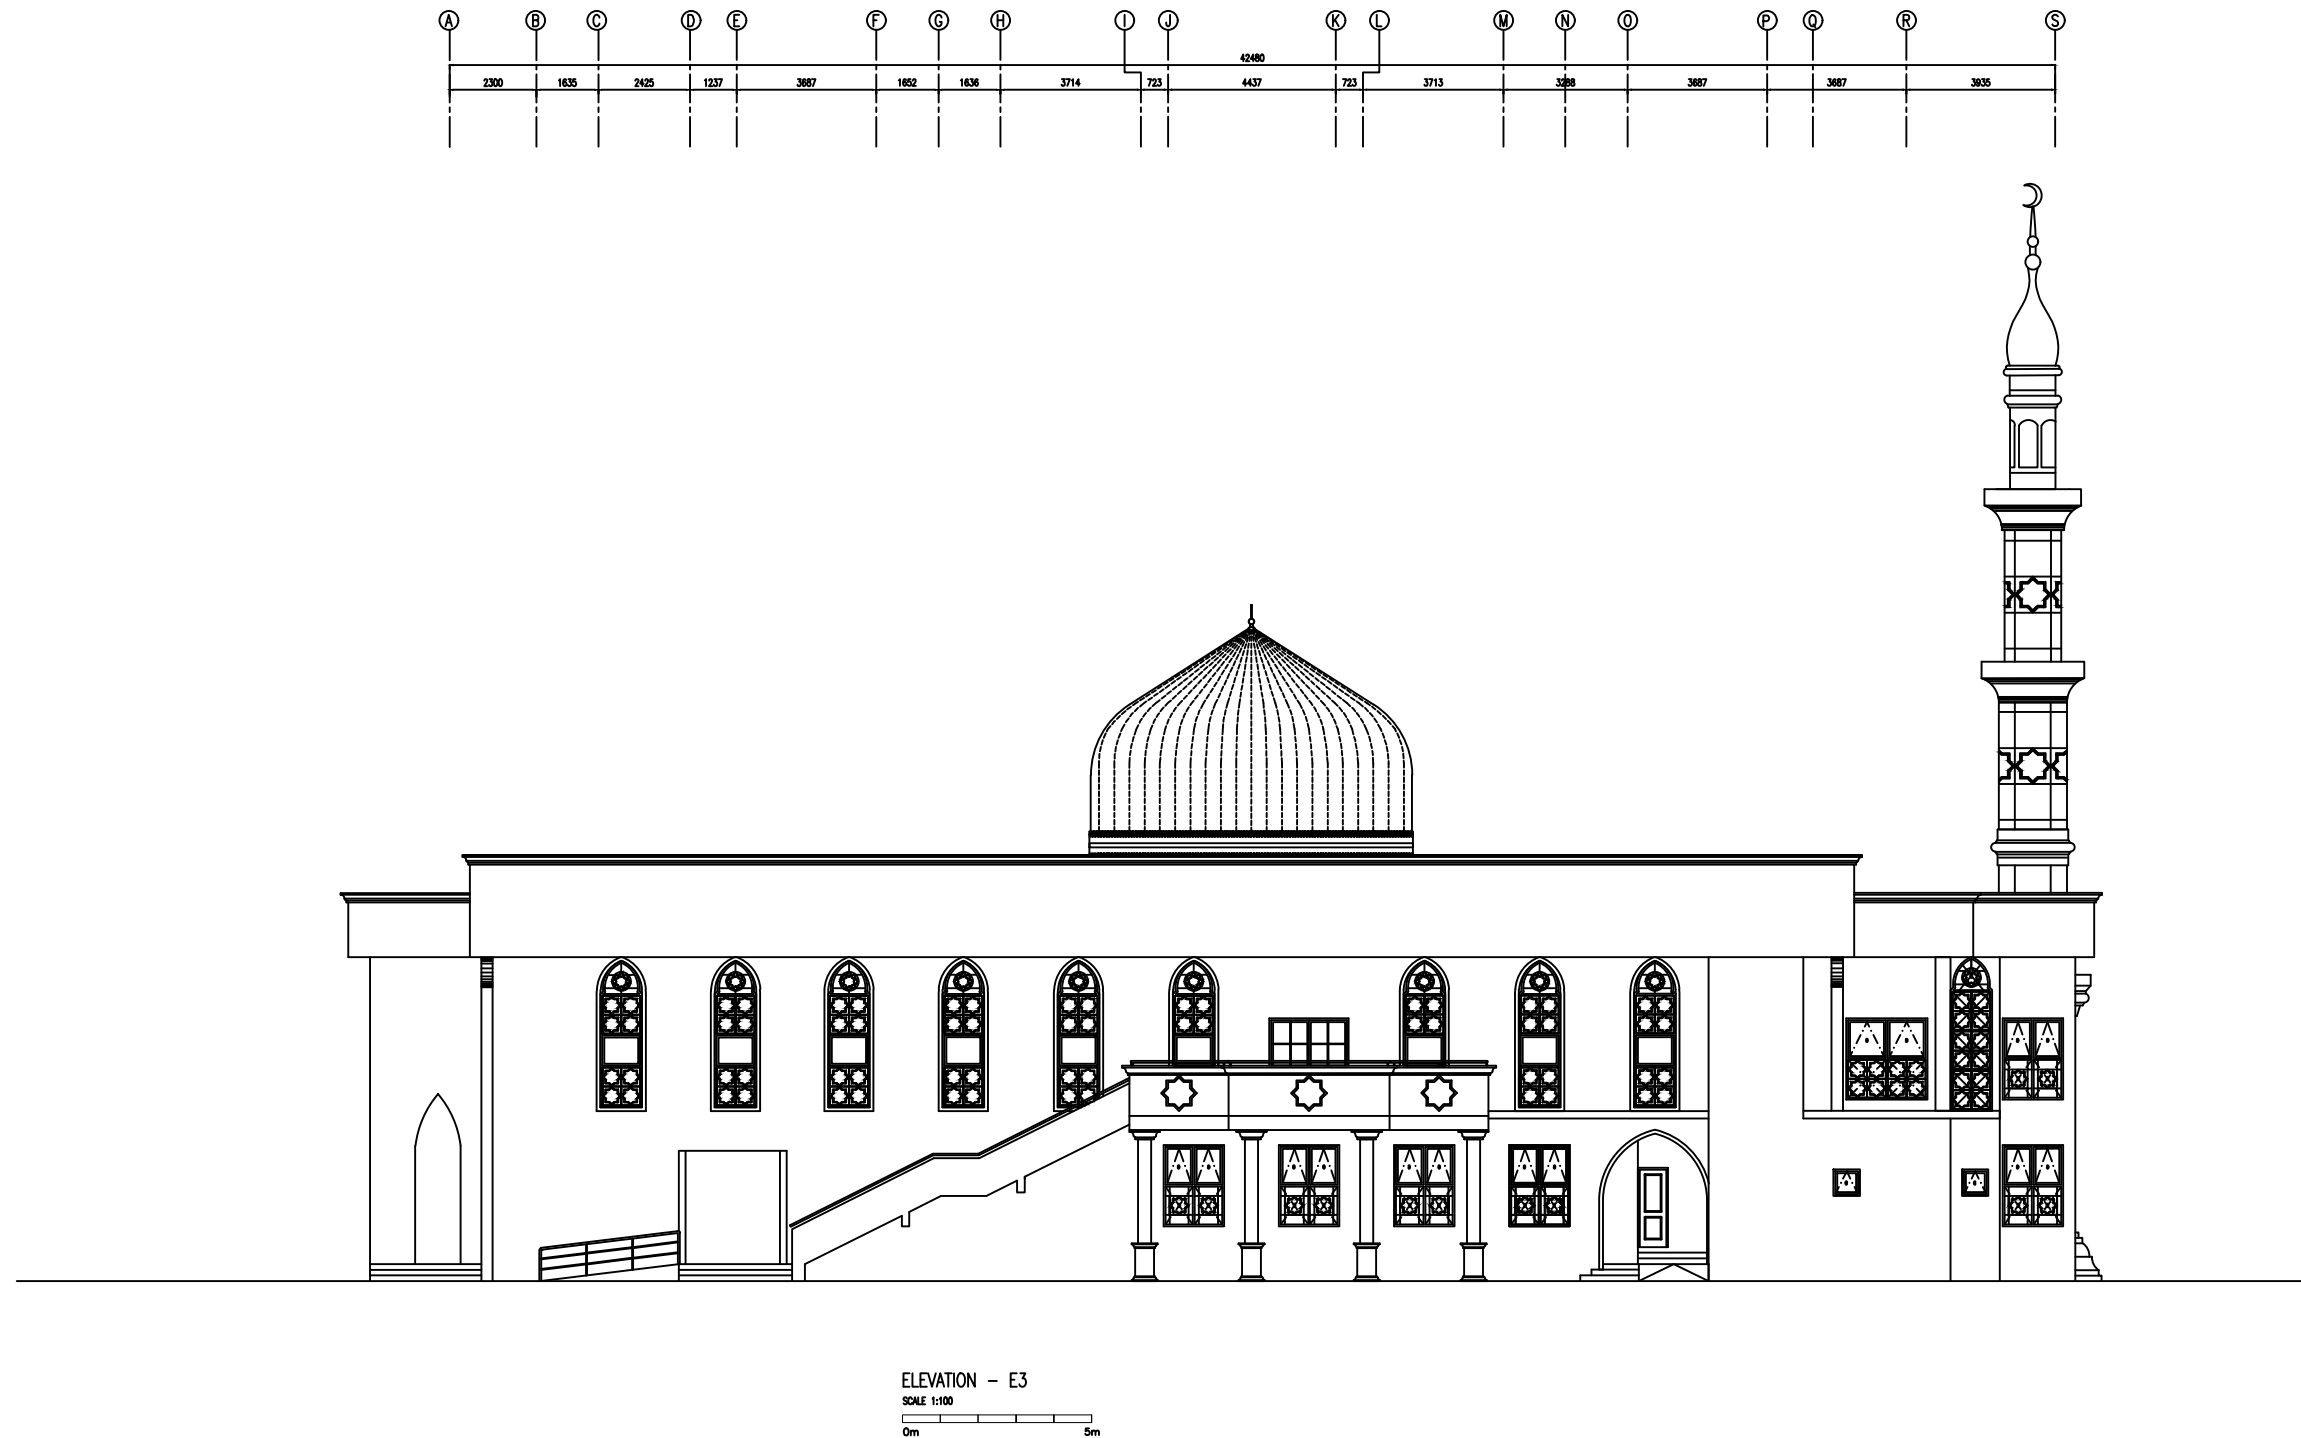 A B C D E F G H I J K L M N O P Q R S
42480
2300 1635 2425 1237 3687 1652 1636 3714 723 4437 723 3713 3288 3687 3687 3935
ELEVATION - E3
SCALE 1:100
0m 5m